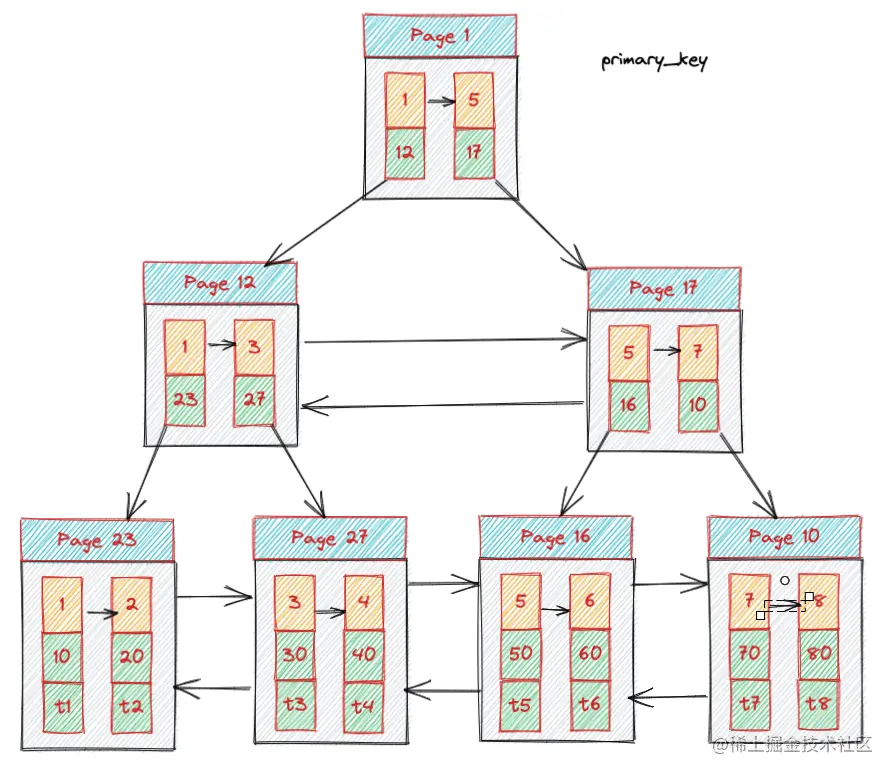 Page 1
primary_key
1 5
12 17
Page 12
Page 17
1 3
5 7
23 27
16 10
Page 23
Page 27
Page 16
Page 10
1 2
3 4
5 6
7 8
10 20
30 40
50 60
70 80
t1 t2
t3 t4
t5 t6
t7 t8
@稀土掘金技术社区